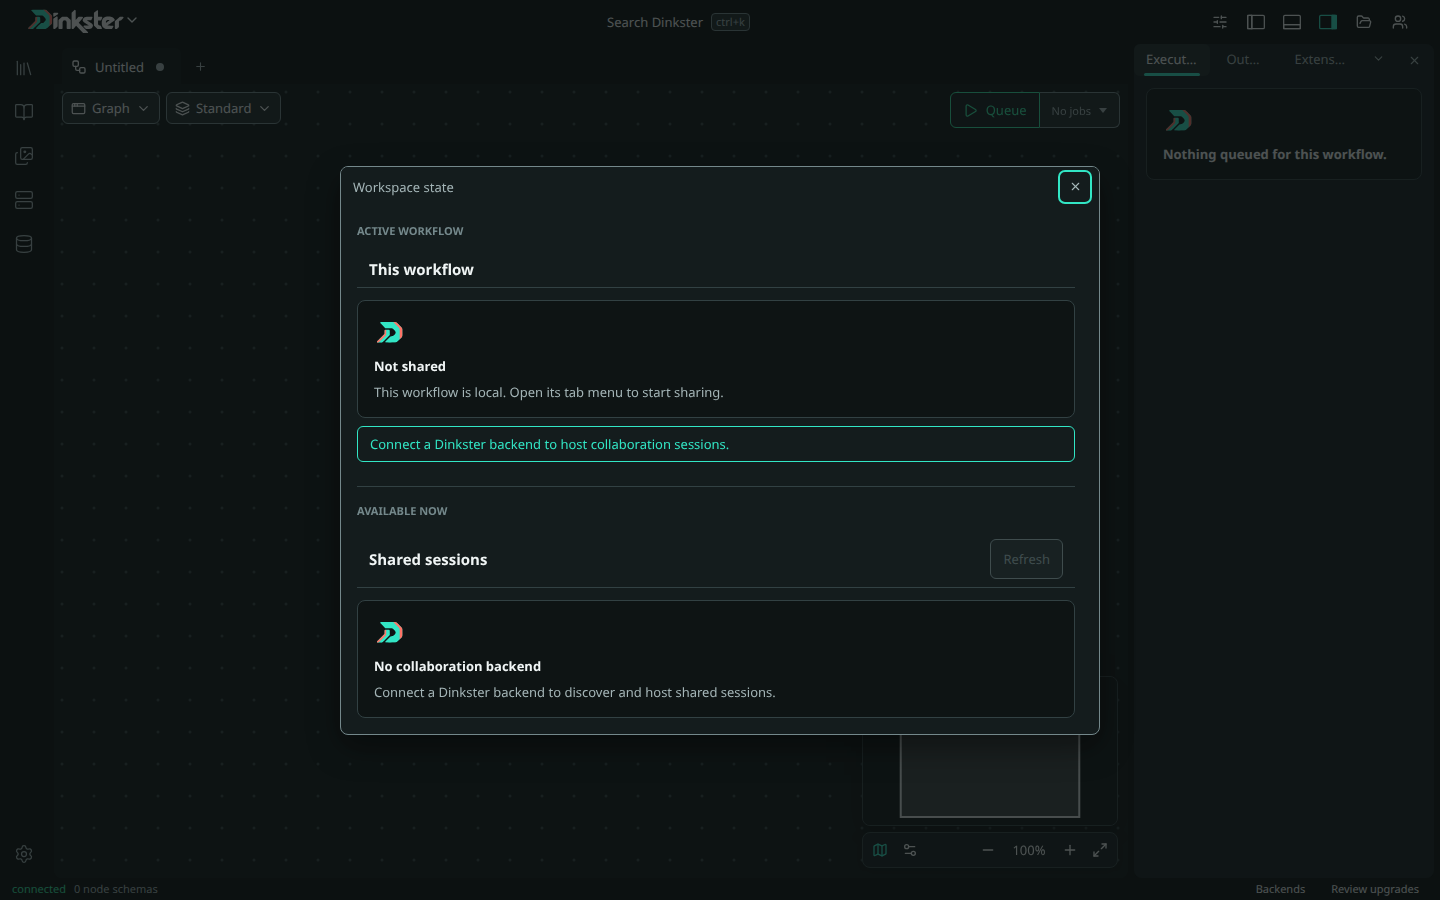 Dinkster
Search Dinkster ctrl+k
Untitled
Execut...
Out...
Extens...
Graph
Standard
Queue
No jobs
Nothing queued for this workflow.
Workspace state
ACTIVE WORKFLOW
This workflow
Not shared
This workflow is local. Open its tab menu to start sharing.
Connect a Dinkster backend to host collaboration sessions.
AVAILABLE NOW
Shared sessions
Refresh
No collaboration backend
Connect a Dinkster backend to discover and host shared sessions.
100%
connected 0 node schemas
Backends
Review upgrades